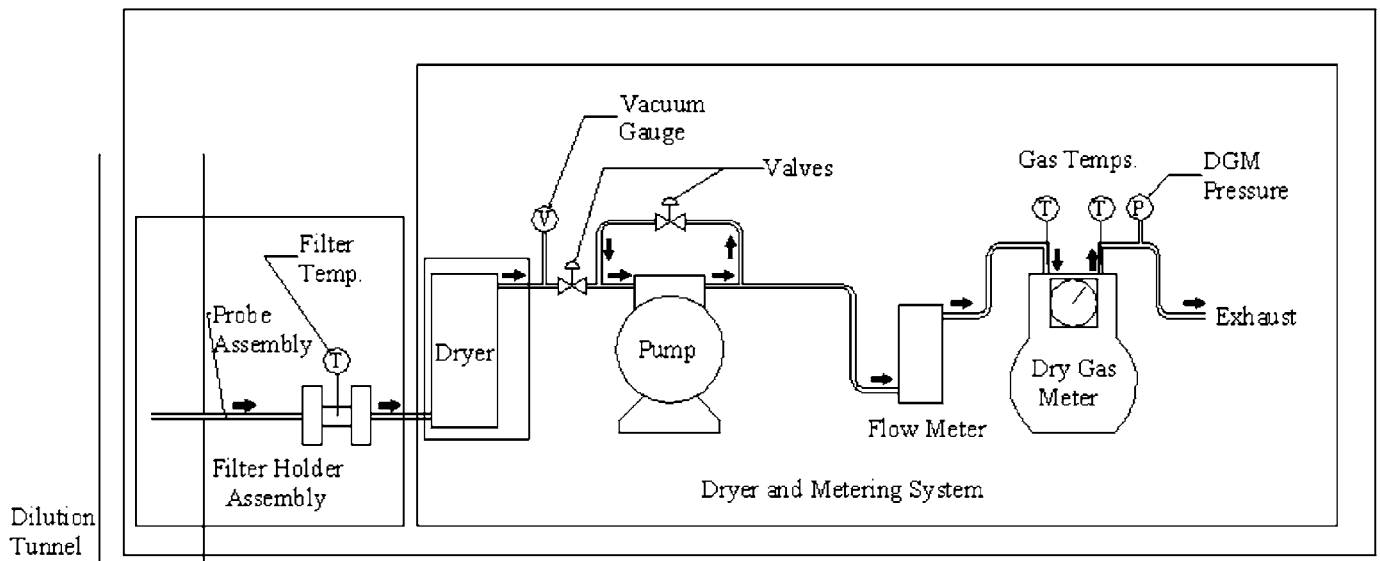 Vacuum
Gauge
Valves
Gas Temps.
DGM
Pressure
V
T
T
P
Filter
Temp.
Probe
Assembly
T
Dryer
Pump
Exhaust
Dry Gas
Meter
Flow Meter
Filter Holder
Assembly
Dryer and Metering System
Dilution
Tunnel